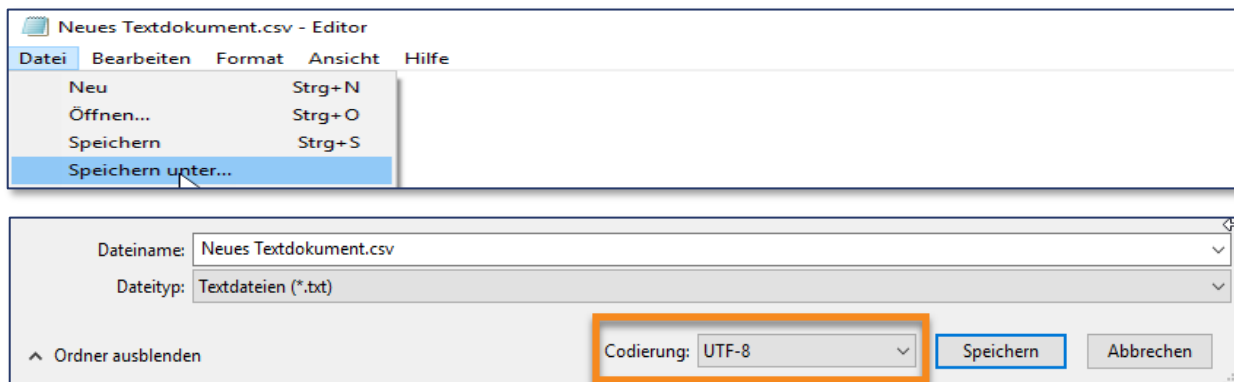 Neues Textdokument.csv - Editor
Datei Bearbeiten Format Ansicht Hilfe
Neu Strg+N
Öffnen... Strg+O
Speichern Strg+S
Speichern unter...
Dateiname: Neues Textdokument.csv
Dateityp: Textdateien (*.txt)
Ordner ausblenden Codierung: UTF-8 Speichern Abbrechen